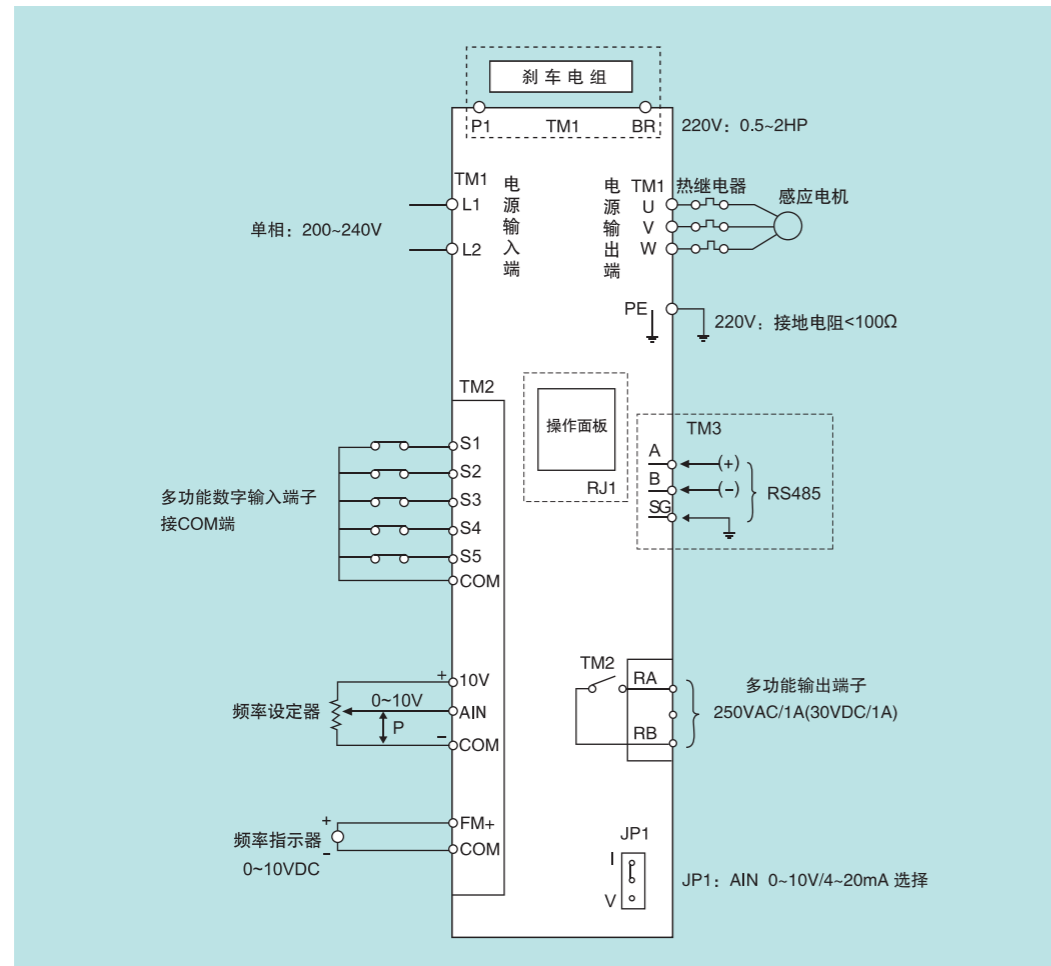 刹车电组
P1 TM1 BR
220V：0.5~2HP
TM1
电源输入端
L1
L2
单相：200~240V
电源输出端
TM1
U
V
W
热继电器
感应电机
PE
220V：接地电阻<100Ω
TM2
S1
S2
S3
S4
S5
COM
多功能数字输入端子
接COM端
操作面板
RJ1
TM3
A (+)
B (-)
SG
RS485
+ 10V
0~10V
AIN
P
- COM
频率设定器
TM2
RA
RB
多功能输出端子
250VAC/1A(30VDC/1A)
+ FM+
- COM
频率指示器
0~10VDC
JP1
I
V
JP1：AIN 0~10V/4~20mA 选择